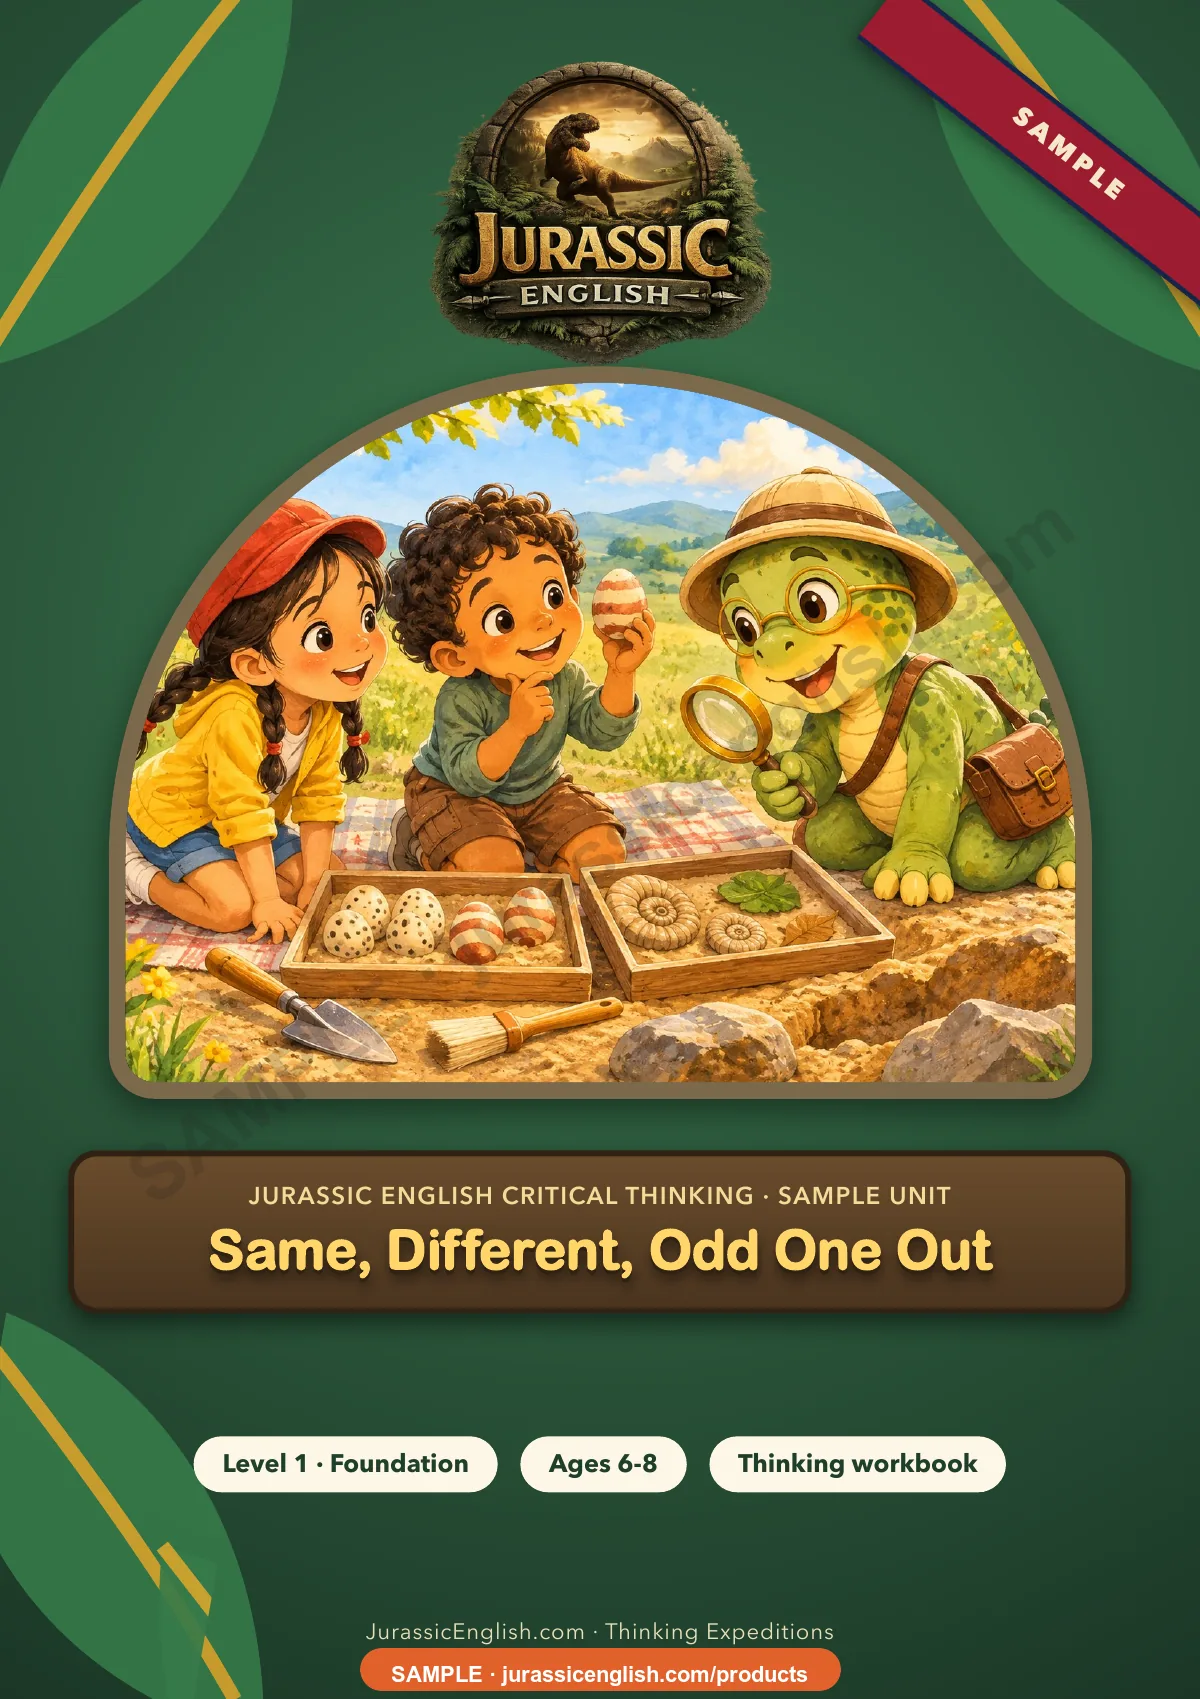 SAMPLE
JURASSIC
ENGLISH
JURASSIC ENGLISH CRITICAL THINKING · SAMPLE UNIT
Same, Different, Odd One Out
Level 1 · Foundation
Ages 6-8
Thinking workbook
JurassicEnglish.com · Thinking Expeditions
SAMPLE · jurassicenglish.com/products